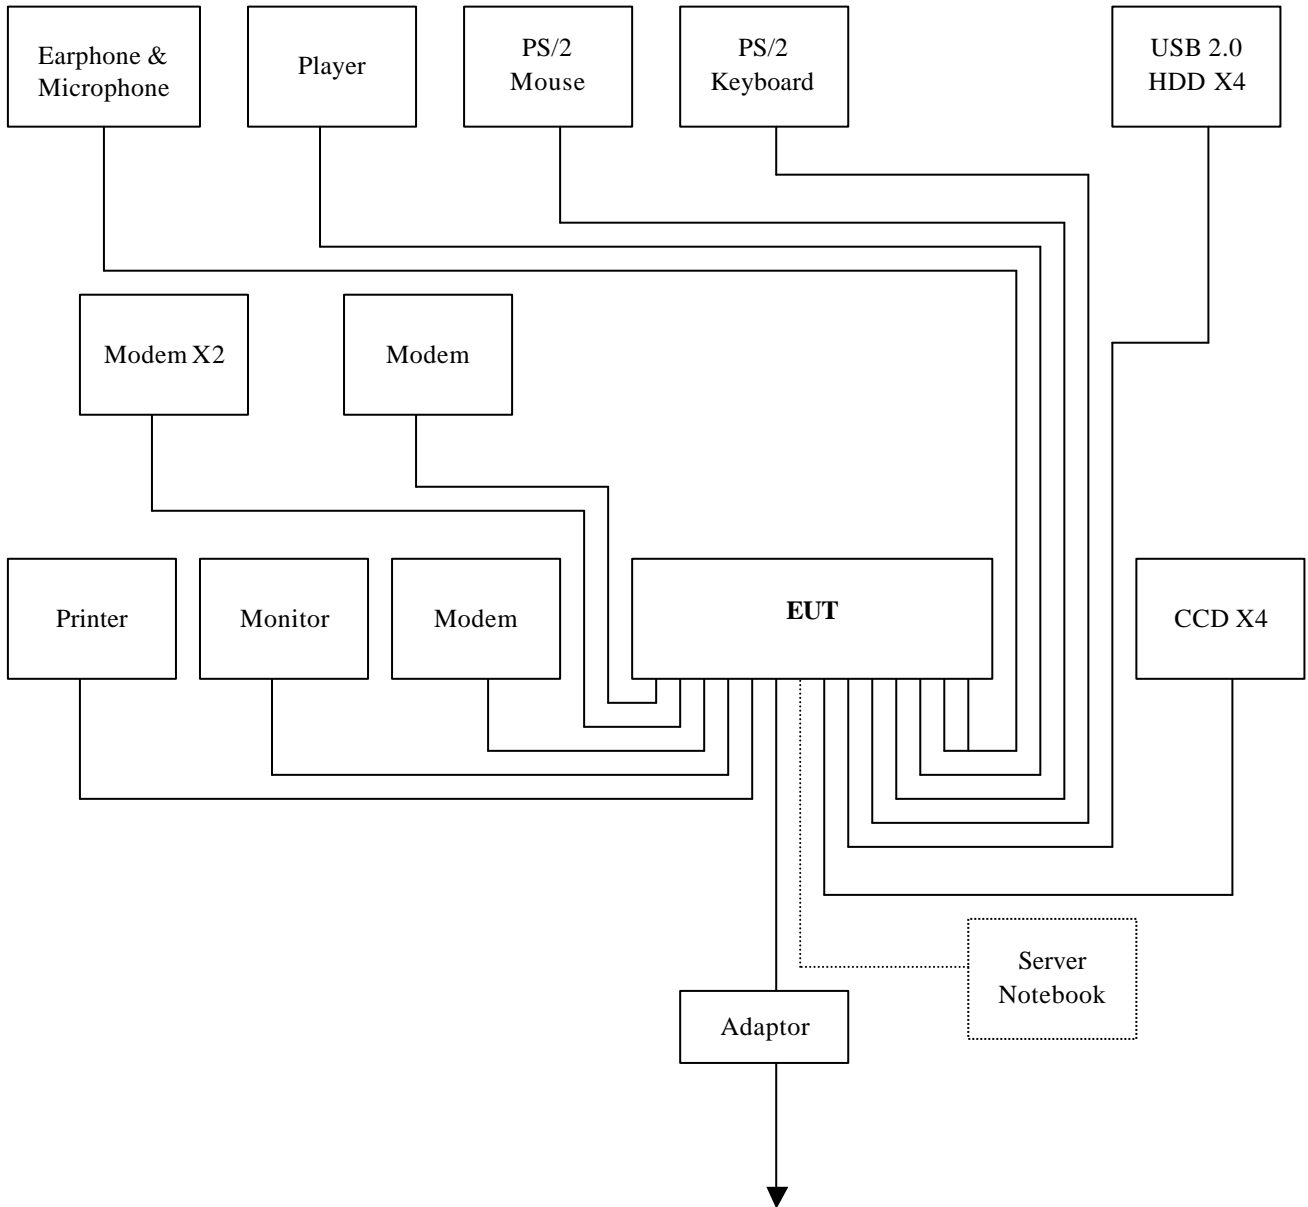 Earphone &
Microphone
Player
PS/2
Mouse
PS/2
Keyboard
USB 2.0
HDD X4
Modem X2
Modem
Printer
Monitor
Modem
EUT
CCD X4
Server
Notebook
Adaptor